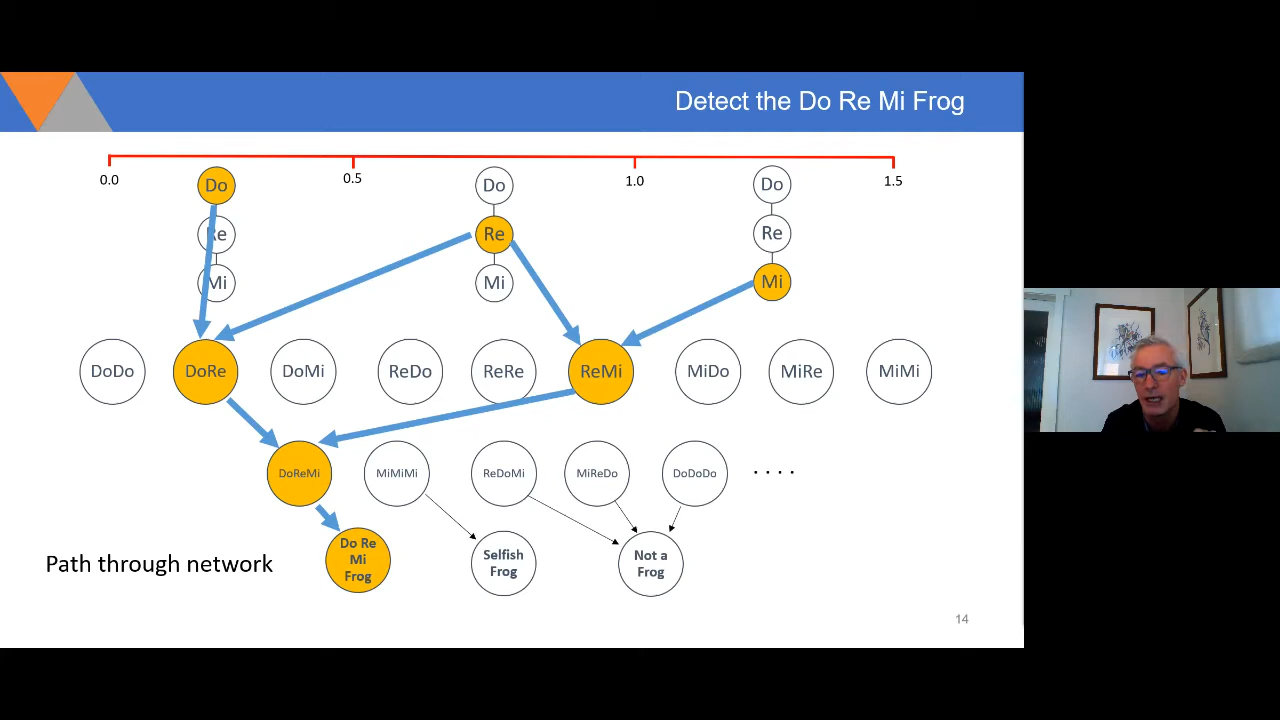 Detect the Do Re Mi Frog
0.0
0.5
1.0
1.5
Do
Do
Do
Re
Re
Re
Mi
Mi
Mi
DoDo
DoRe
DoMi
ReDo
ReRe
ReMi
MiDo
MiRe
MiMi
DoReMi
MiMiMi
ReDoMi
MiReDo
DoDoDo
. . . .
Do Re
Mi
Frog
Selfish
Frog
Not a
Frog
Path through network
14